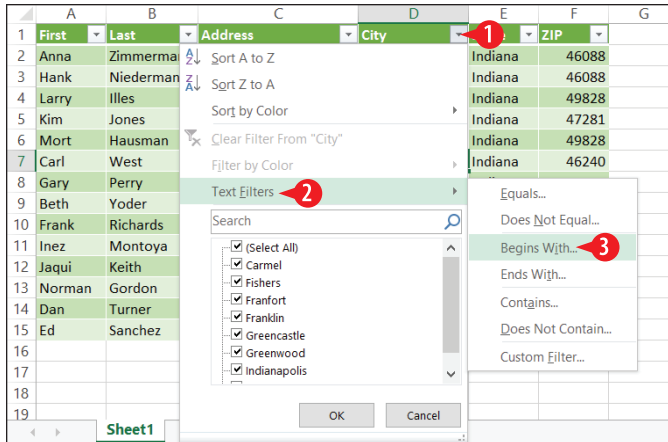 A B C D E F G
1 First Last Address City 1 ZIP
2 Anna Zimmerma Indiana 46088
3 Hank Niederman Indiana 46088
4 Larry Illes Indiana 49828
5 Kim Jones Indiana 47281
6 Mort Hausman Indiana 49828
7 Carl West Indiana 46240
8 Gary Perry
9 Beth Yoder
10 Frank Richards
11 Inez Montoya
12 Jaqui Keith
13 Norman Gordon
14 Dan Turner
15 Ed Sanchez
16
17
18
19
Sort A to Z
Sort Z to A
Sort by Color
Clear Filter From "City"
Filter by Color
Text Filters 2
Search
(Select All)
Carmel
Fishers
Franfort
Franklin
Greencastle
Greenwood
Indianapolis
OK Cancel
Equals...
Does Not Equal...
Begins With... 3
Ends With...
Contains...
Does Not Contain...
Custom Filter...
Sheet1